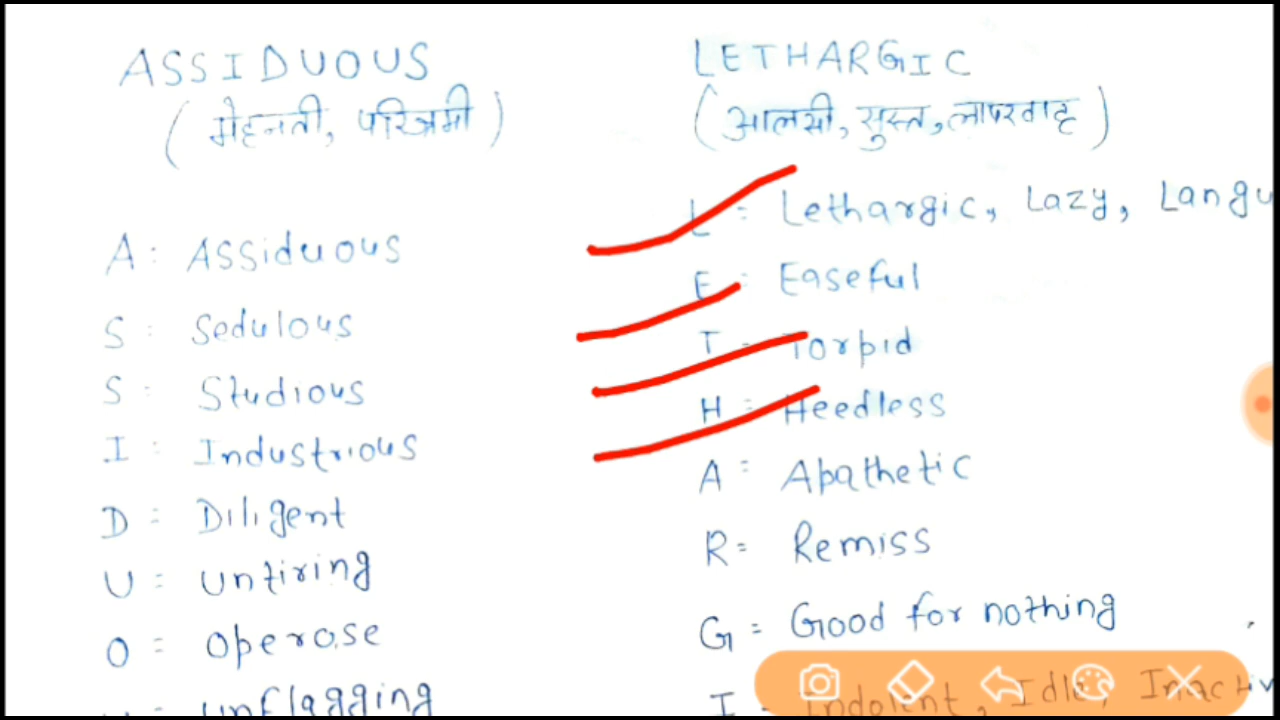 ASSIDUOUS
(मेहनती, परिश्रमी)
A: ASSiduous
S: Sedulous
S: Studious
I: Industrious
D: Diligent
U: untiring
O: Operose
unflagging
LETHARGIC
(आलसी, सुस्त, लापरवाह)
L: Lethargic, Lazy, Langu
E: Easeful
T: Torpid
H: Heedless
A: Apathetic
R: Remiss
G: Good for nothing
I: Indolent, Idle, Inactiv